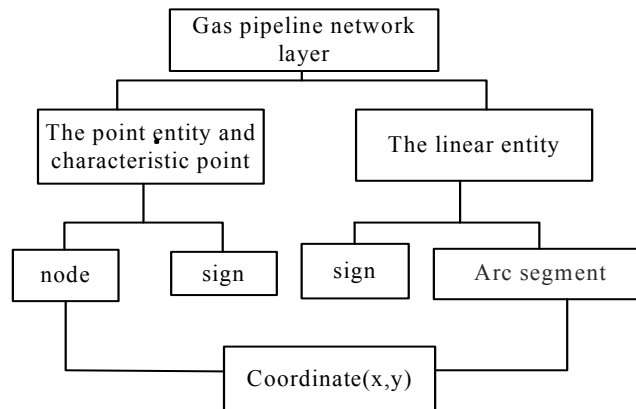 Gas pipeline network
layer
The point entity and
characteristic point
The linear entity
node
sign
sign
Arc segment
Coordinate(x,y)